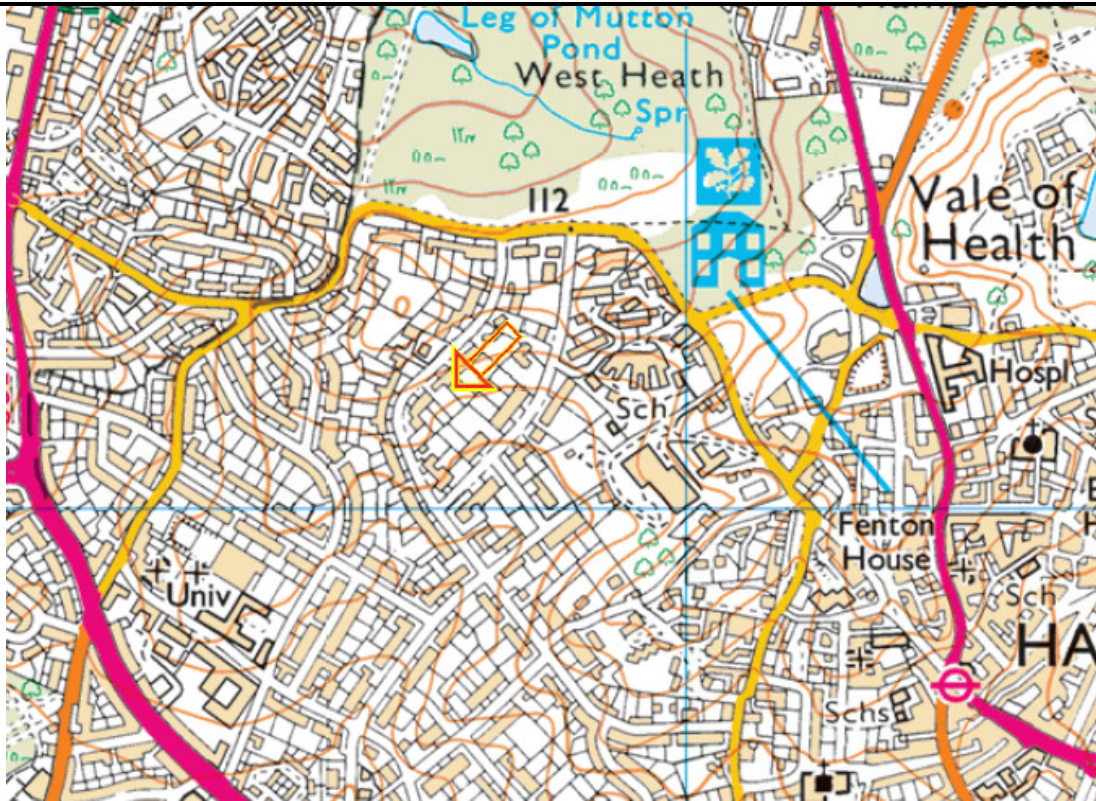 Leg of Mutton
Pond
West Heath
Spr
112
Vale of
Health
Hospl
Sch
Fenton
House
Univ
Sch
HA
Schs